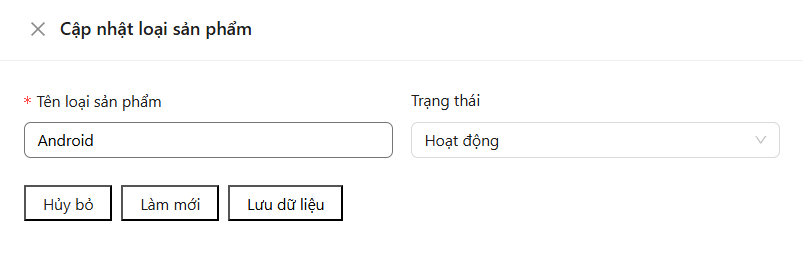 Cập nhật loại sản phẩm
* Tên loại sản phẩm
Trạng thái
Android
Hoạt động
Hủy bỏ
Làm mới
Lưu dữ liệu